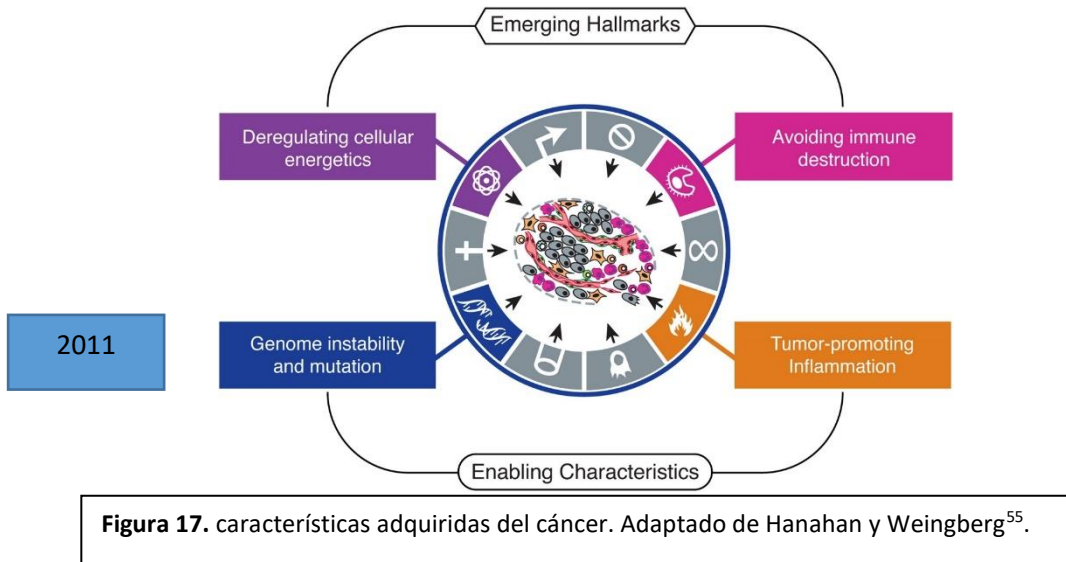 Emerging Hallmarks
Deregulating cellular
energetics
Avoiding immune
destruction
2011
Genome instability
and mutation
Tumor-promoting
Inflammation
Enabling Characteristics
Figura 17. características adquiridas del cáncer. Adaptado de Hanahan y Weingberg55.